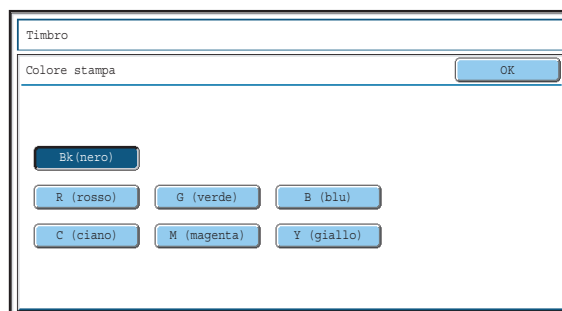 Timbro
Colore stampa OK
Bk(nero)
R (rosso) G (verde) B (blu)
C (ciano) M (magenta) Y (giallo)